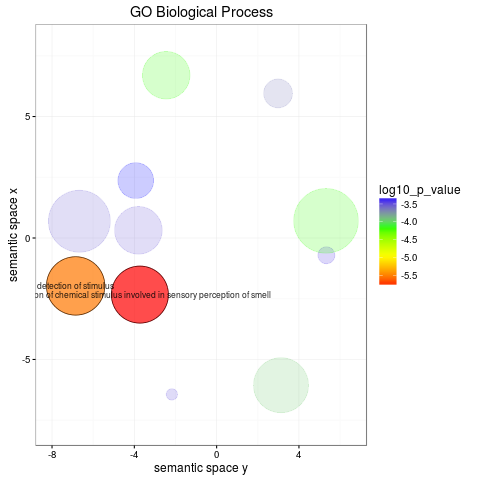 GO Biological Process
semantic space x
5
0
-5
detection of stimulus
on of chemical stimulus involved in sensory perception of smell
-8
-4
0
4
semantic space y
log10_p_value
-3.5
-4.0
-4.5
-5.0
-5.5